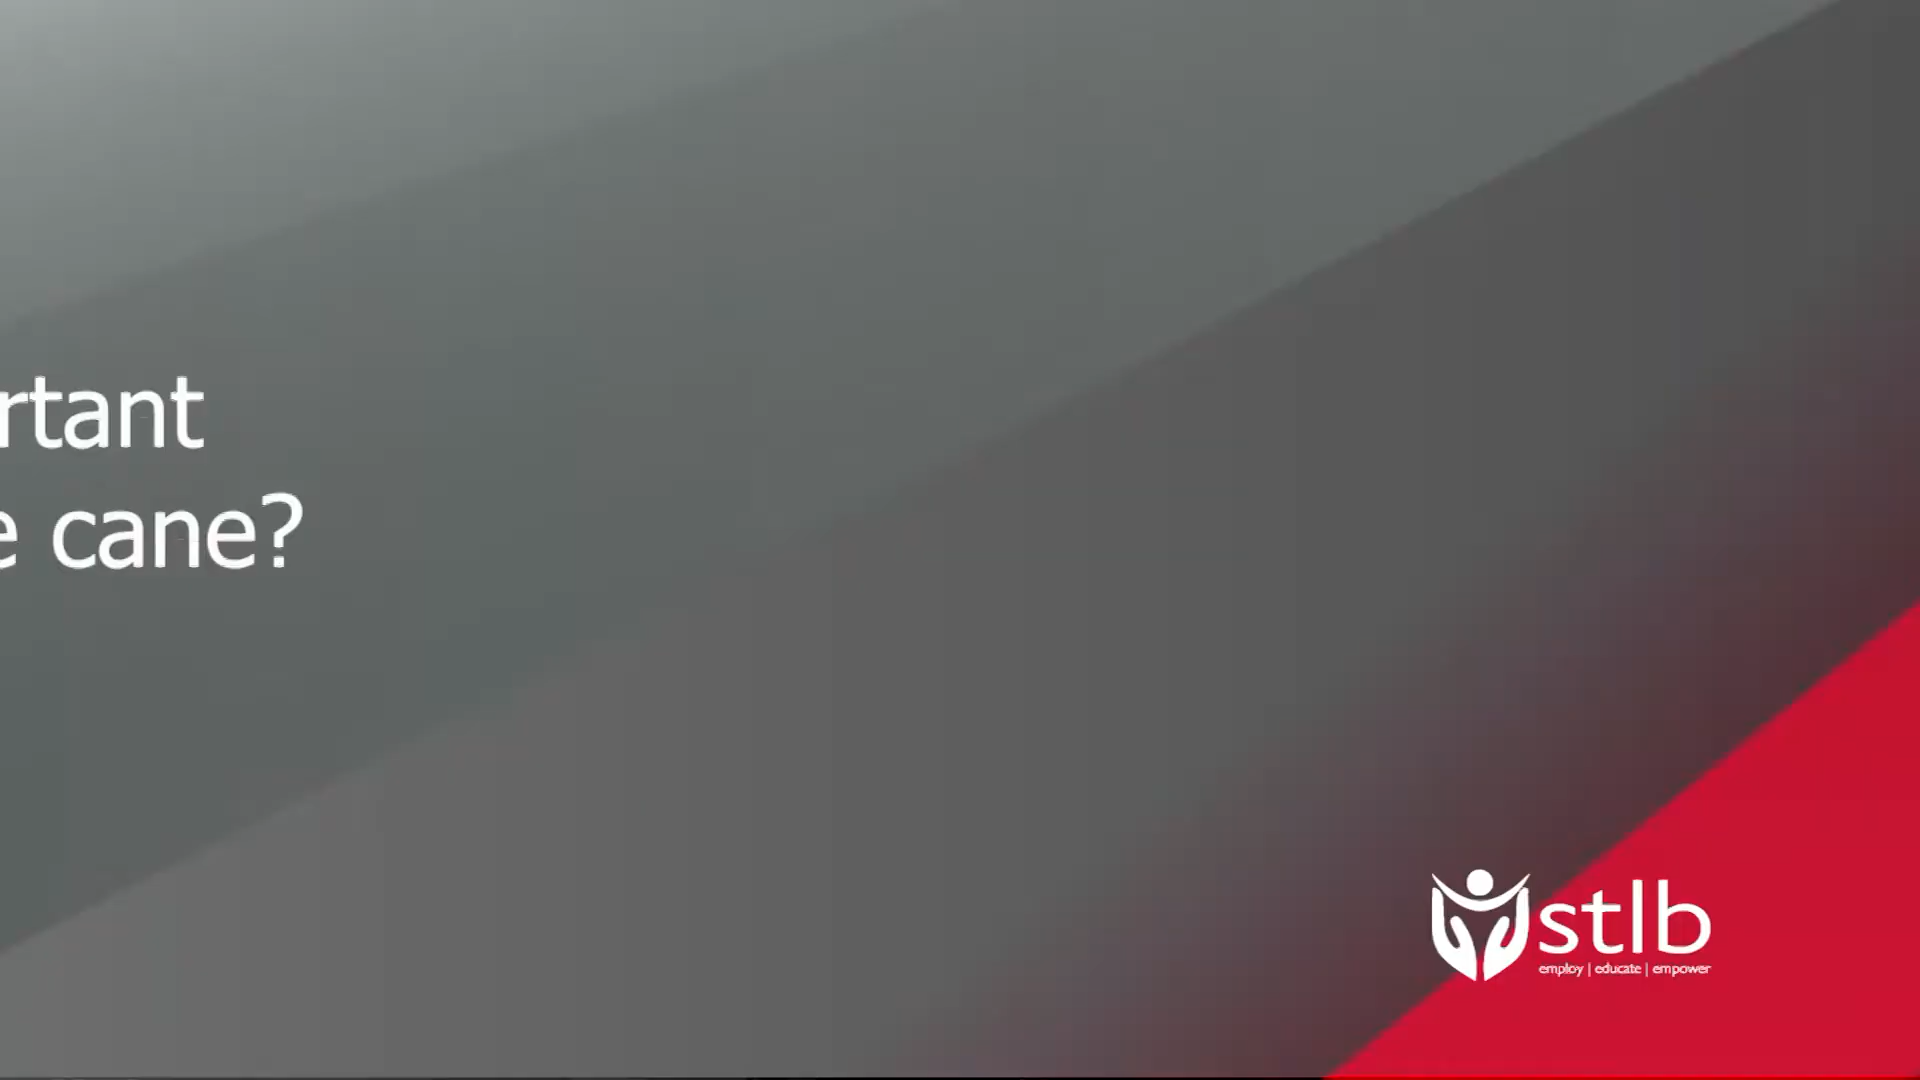 rtant
e cane?
stlb
employ | educate | empower